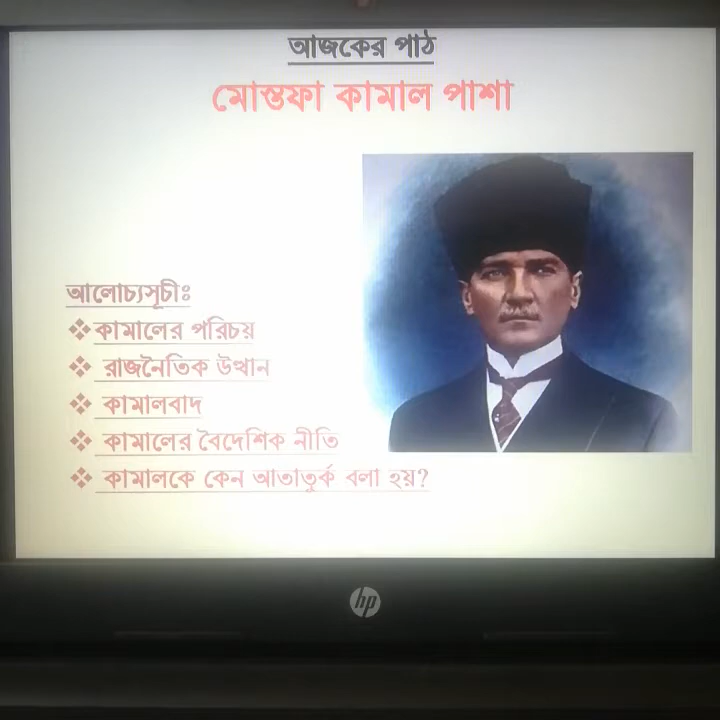 আজকের পাঠ
মোস্তফা কামাল পাশা
আলোচ্যসূচীঃ
কামালের পরিচয়
রাজনৈতিক উত্থান
কামালবাদ
কামালের বৈদেশিক নীতি
কামালকে কেন আতাতুর্ক বলা হয়?
hp